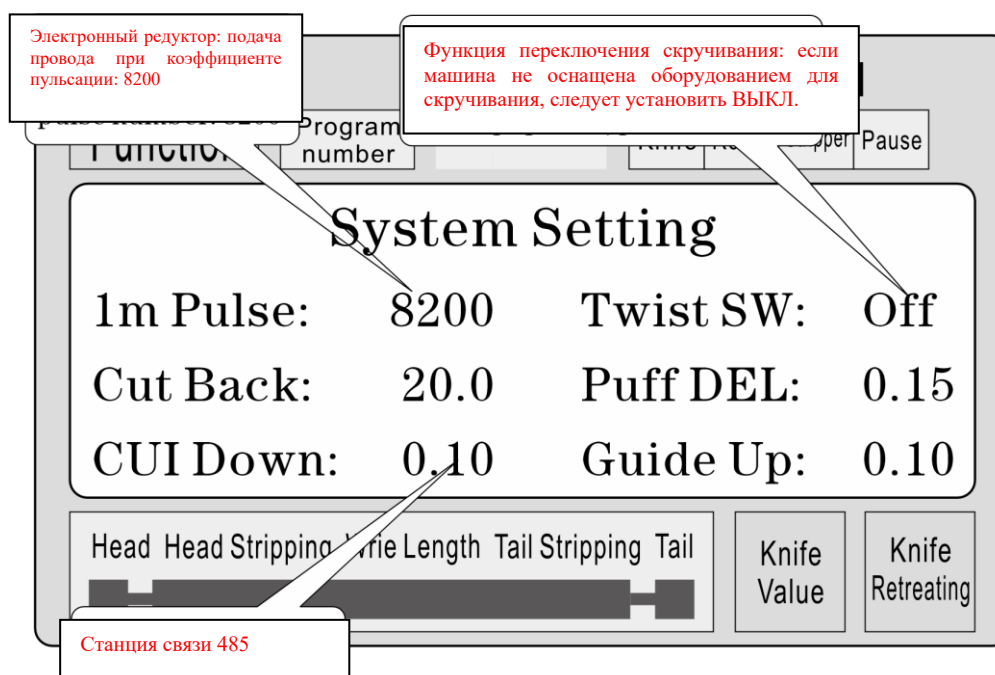 Электронный редуктор: подача
провода при коэффициенте
пульсации: 8200
Функция переключения скручивания: если
машина не оснащена оборудованием для
скручивания, следует установить ВЫКЛ.
Program
number
Pause
System Setting
1m Pulse: 8200 Twist SW: Off
Cut Back: 20.0 Puff DEL: 0.15
CUI Down: 0.10 Guide Up: 0.10
Head Head Stripping Wrie Length Tail Stripping Tail
Knife
Value
Knife
Retreating
Станция связи 485